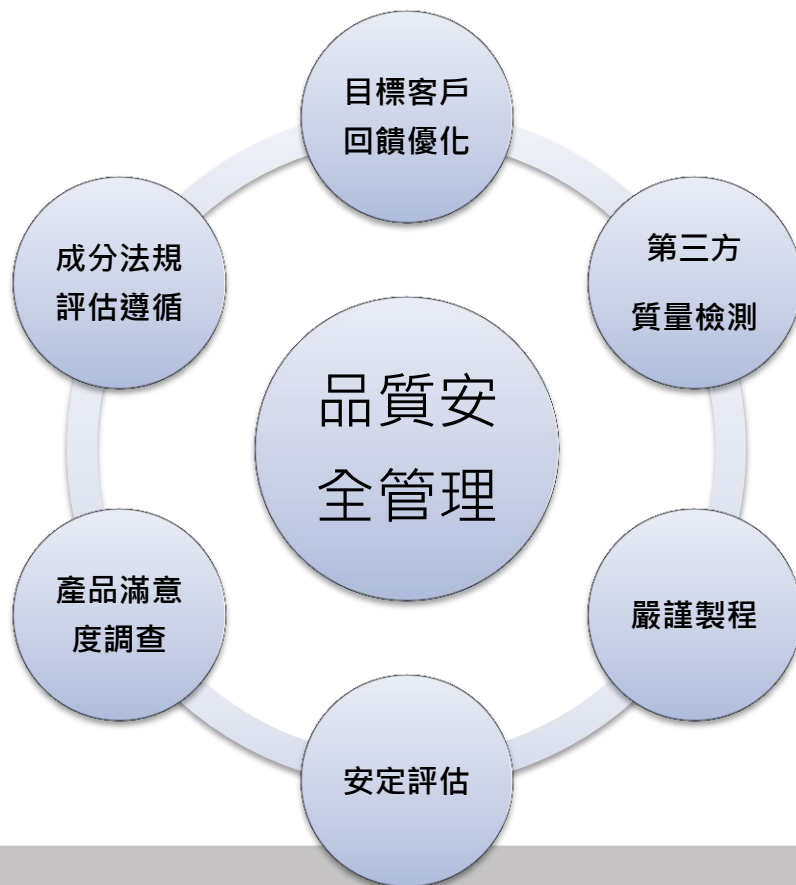 目標客戶
回饋優化
成分法規
評估遵循
第三方
質量檢測
品質安
全管理
產品滿意
度調查
嚴謹製程
安定評估